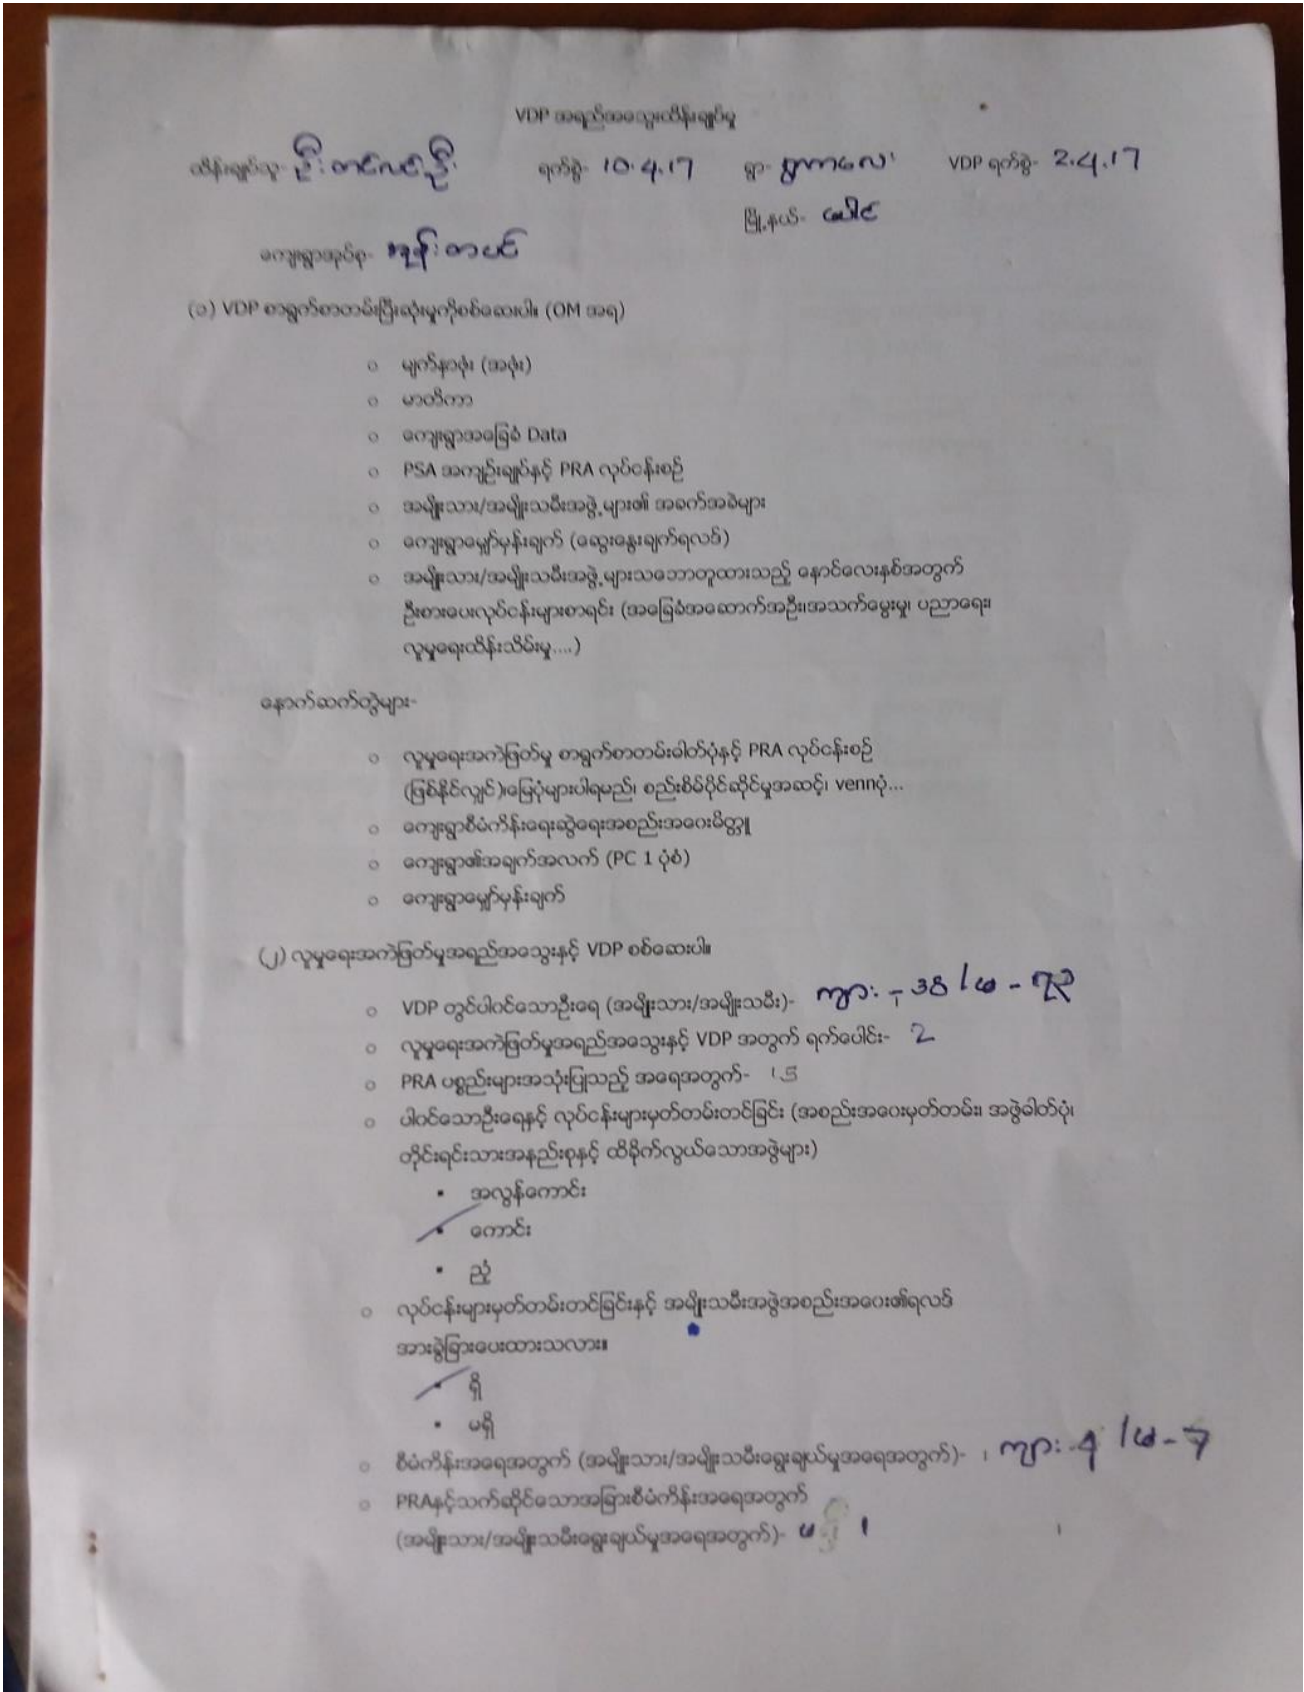 VDP အရည်အသွေးထိန်းချုပ်မှု
ထိန်းချုပ်သူ- ဦးတင်လင်းဦး ရက်စွဲ- 10.4.17 ရွာ- ရွာကလေး VDP ရက်စွဲ- 2.4.17
မြို့နယ်- ပေါင်
ကျေးရွာအုပ်စု-
(၁) VDP စာရွက်စာတမ်းပြီးဆုံးမှုကိုစစ်ဆေးပါ။ (OM အရ)
○ မျက်နှာဖုံး (အဖုံး)
○ မာတိကာ
○ ကျေးရွာအခြေခံ Data
○ PSA အကျဉ်းချုပ်နှင့် PRA လုပ်ငန်းစဉ်
○ အမျိုးသား/အမျိုးသမီးအဖွဲ့များ၏ အခက်အခဲများ
○ ကျေးရွာမျှော်မှန်းချက် (ဆွေးနွေးချက်ရလဒ်)
○ အမျိုးသား/အမျိုးသမီးအဖွဲ့များသဘောတူထားသည့် နောင်လေးနှစ်အတွက်
ဦးစားပေးလုပ်ငန်းများစာရင်း (အခြေခံအဆောက်အဦး၊အသက်မွေးမှု၊ ပညာရေး၊
လူမှုရေးထိန်းသိမ်းမှု....)
နောက်ဆက်တွဲများ-
○ လူမှုရေးအကဲဖြတ်မှု စာရွက်စာတမ်းဓါတ်ပုံနှင့် PRA လုပ်ငန်းစဉ်
(ဖြစ်နိုင်လျှင်)၊မြေပုံများပါရမည်၊ စည်းစိမ်ပိုင်ဆိုင်မှုအဆင့်၊ vennပုံ...
○ ကျေးရွာစီမံကိန်းရေးဆွဲရေးအစည်းအဝေးမိတ္တူ
○ ကျေးရွာ၏အချက်အလက် (PC 1 ပုံစံ)
○ ကျေးရွာမျှော်မှန်းချက်
(၂) လူမှုရေးအကဲဖြတ်မှုအရည်အသွေးနှင့် VDP စစ်ဆေးပါ။
○ VDP တွင်ပါဝင်သောဦးရေ (အမျိုးသား/အမျိုးသမီး)- ကျား - 38 / မ -
○ လူမှုရေးအကဲဖြတ်မှုအရည်အသွေးနှင့် VDP အတွက် ရက်ပေါင်း- 2
○ PRA ပစ္စည်းများအသုံးပြုသည့် အရေအတွက်- 15
○ ပါဝင်သောဦးရေနှင့် လုပ်ငန်းများမှတ်တမ်းတင်ခြင်း (အစည်းအဝေးမှတ်တမ်း၊ အဖွဲဓါတ်ပုံ၊
တိုင်းရင်းသားအနည်းစုနှင့် ထိခိုက်လွယ်သောအဖွဲများ)
▪ အလွန်ကောင်း
▪ ကောင်း
▪ ညံ့
○ လုပ်ငန်းများမှတ်တမ်းတင်ခြင်းနှင့် အမျိုးသမီးအဖွဲအစည်းအဝေး၏ရလဒ်
အားခွဲခြားပေးထားသလား။
▪ ရှိ
▪ မရှိ
○ စီမံကိန်းအရေအတွက် (အမျိုးသား/အမျိုးသမီးရွေးချယ်မှုအရေအတွက်)- ကျား- ၄ / မ- ၇
○ PRAနှင့်သက်ဆိုင်သောအခြားစီမံကိန်းအရေအတွက်
(အမျိုးသား/အမျိုးသမီးရွေးချယ်မှုအရေအတွက်)-